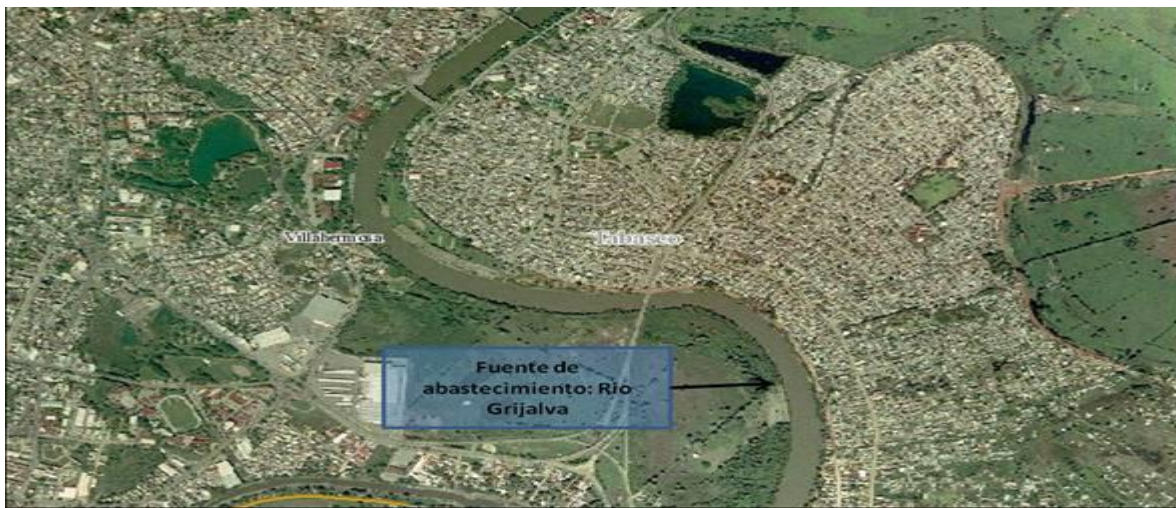 Villahermosa
Tabasco
Fuente de
abastecimiento: Rio
Grijalva